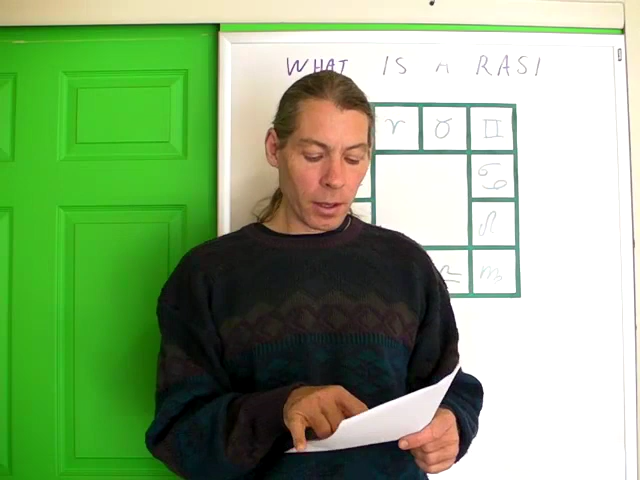 WHAT IS A RASI
♈ ♉ ♊
♋
♌
♎ ♍